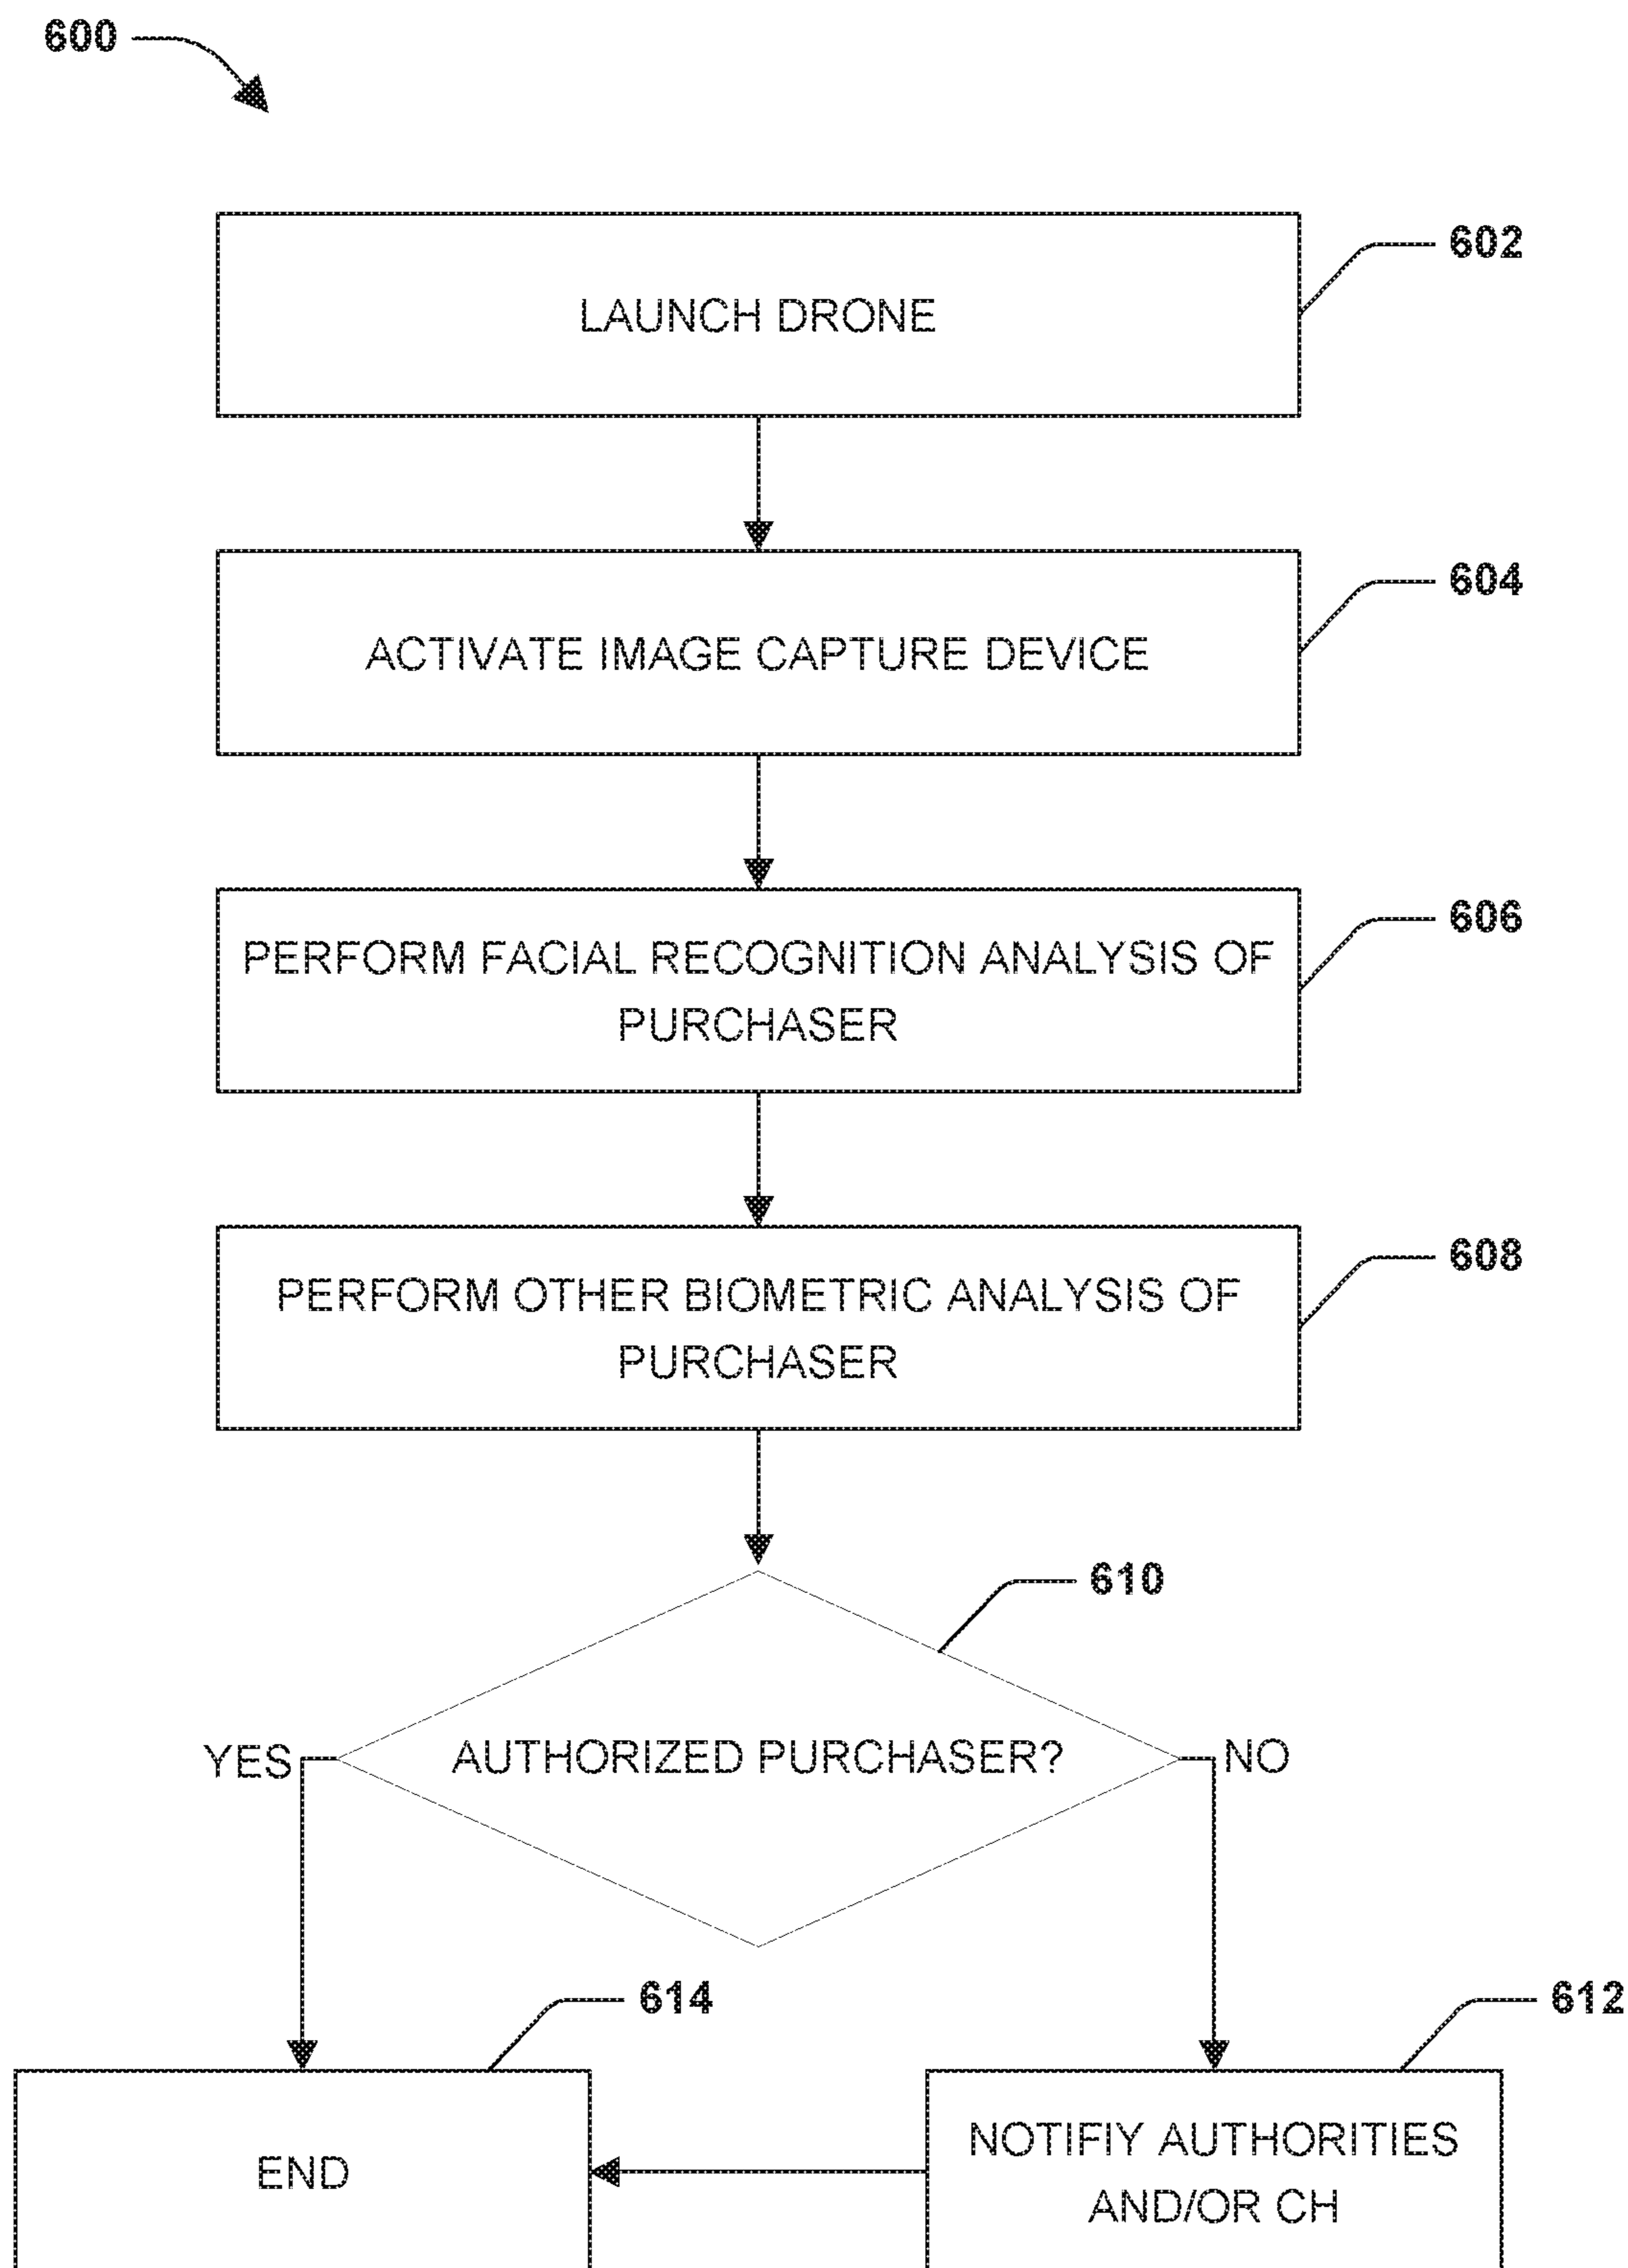 600
602
LAUNCH DRONE
604
ACTIVATE IMAGE CAPTURE DEVICE
606
PERFORM FACIAL RECOGNITION ANALYSIS OF
PURCHASER
608
PERFORM OTHER BIOMETRIC ANALYSIS OF
PURCHASER
610
YES
AUTHORIZED PURCHASER?
NO
614
612
END
NOTIFIY AUTHORITIES
AND/OR CH